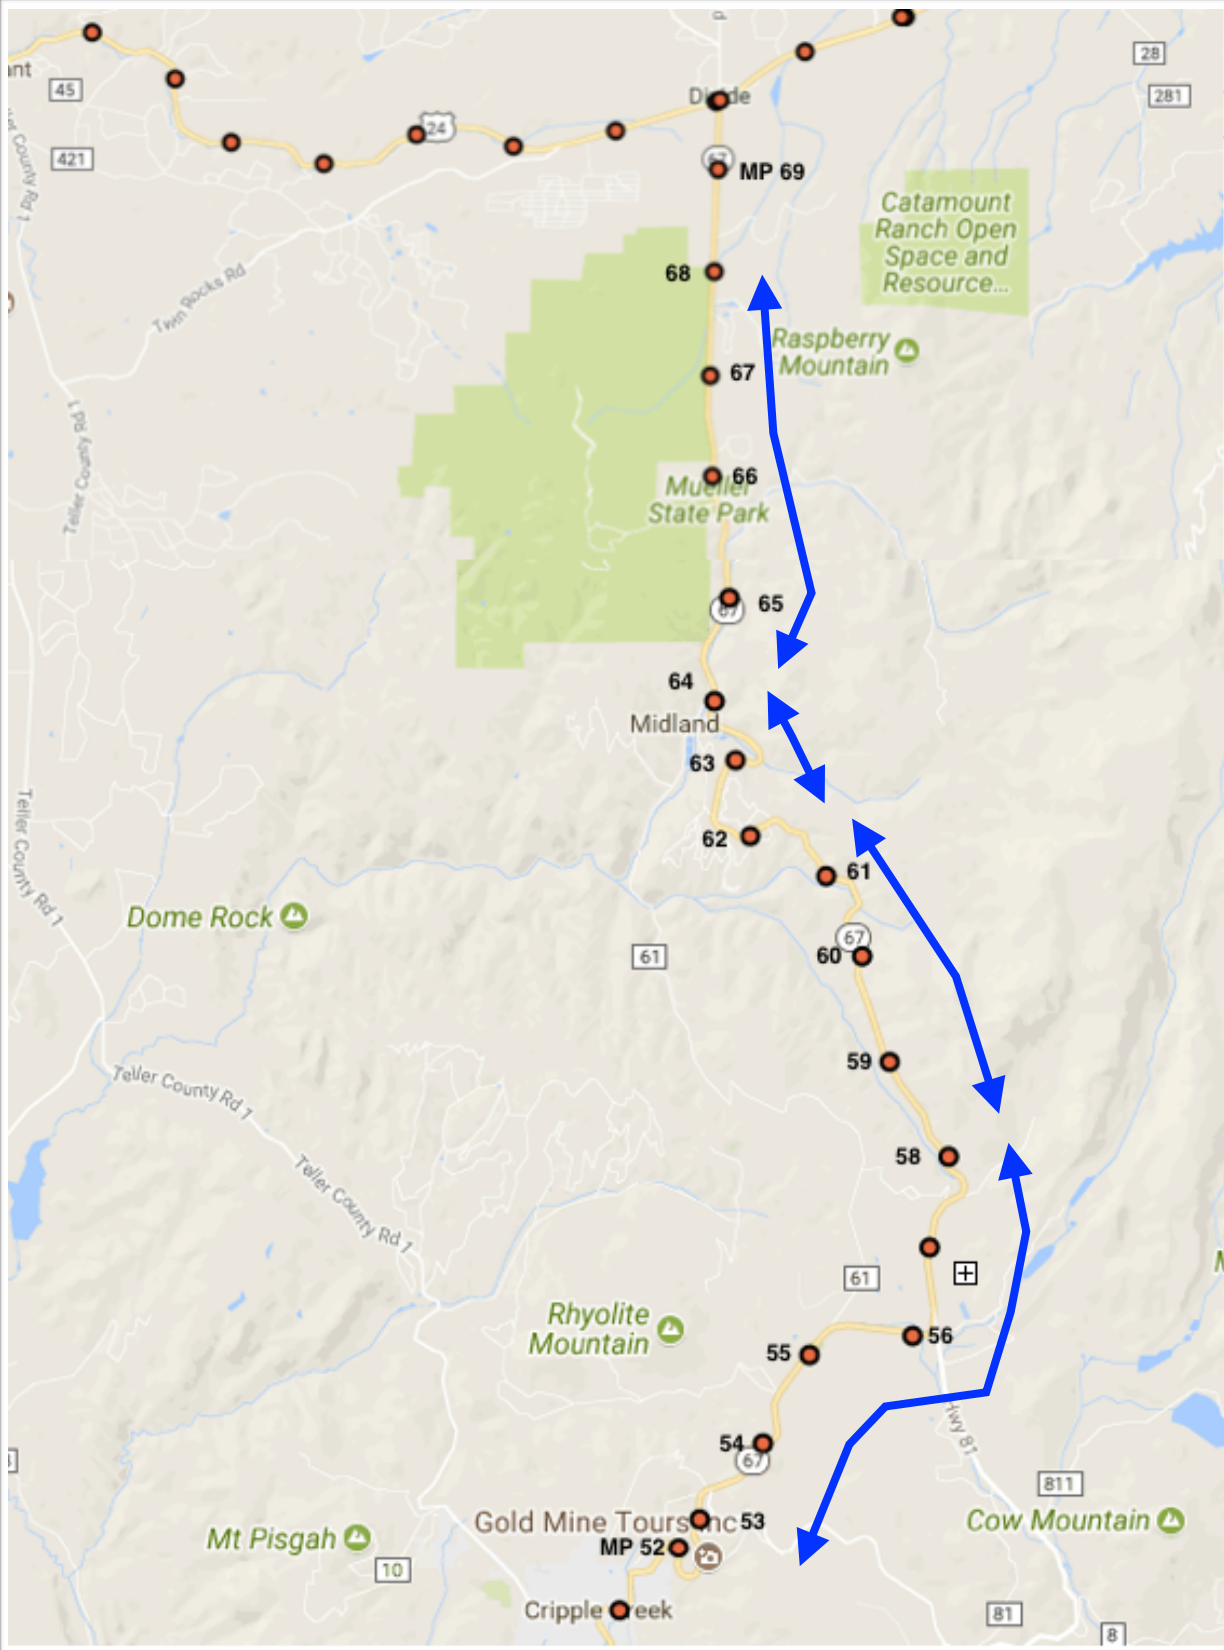 28
45
281
24
421
67
MP 69
Catamount
Ranch Open
Space and
Resource...
68
Twin Rocks Rd
Raspberry
Mountain
67
Teller County Rd 1
66
Mueller
State Park
65
67
64
Midland
63
62
Teller County Rd 1
61
Dome Rock
67
61
60
59
Teller County Rd 1
58
Teller County Rd 1
61
Rhyolite
Mountain
56
55
Hwy 81
54
67
811
Gold Mine Tours Inc
53
Cow Mountain
Mt Pisgah
MP 52
10
Cripple Creek
81
8